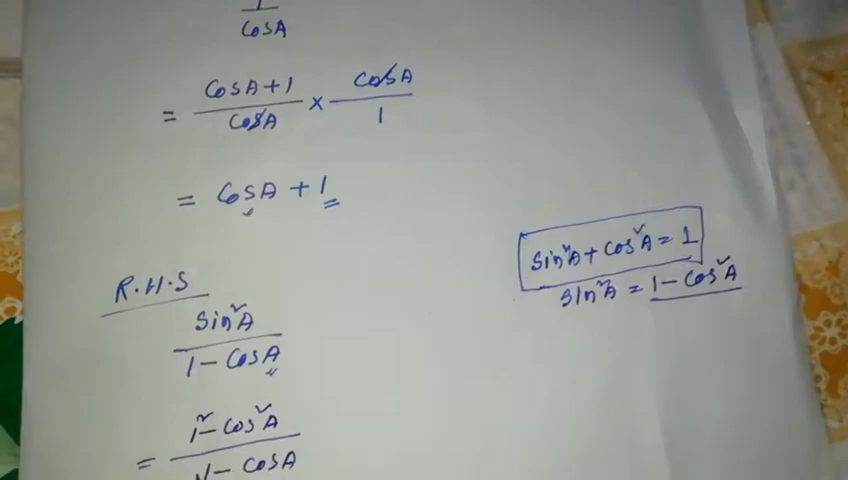 1
CosA
= CosA+1 / CosA × CosA / 1
= CosA + 1
R.H.S
Sin²A / 1 - CosA
= 1² - Cos²A / 1 - CosA
Sin²A + Cos²A = 1
Sin²A = 1 - Cos²A